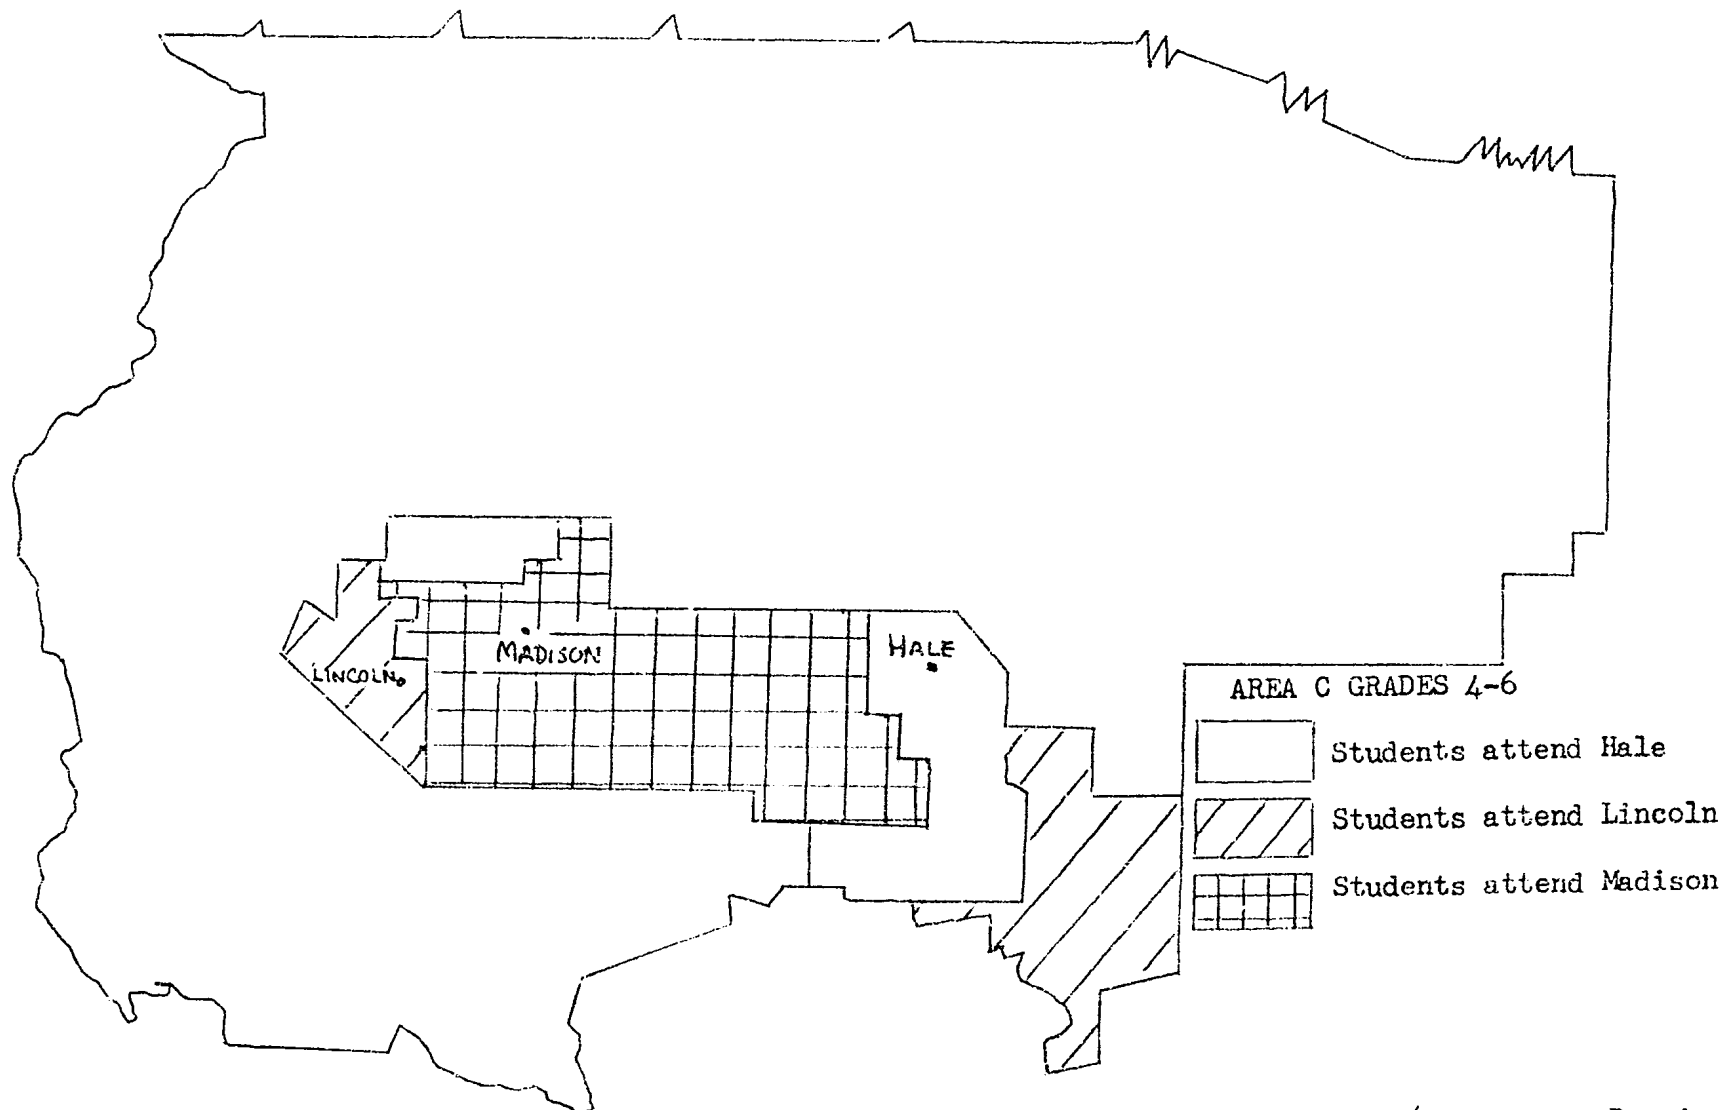 MADISON
HALE
LINCOLN
AREA C GRADES 4-6
Students attend Hale
Students attend Lincoln
Students attend Madison